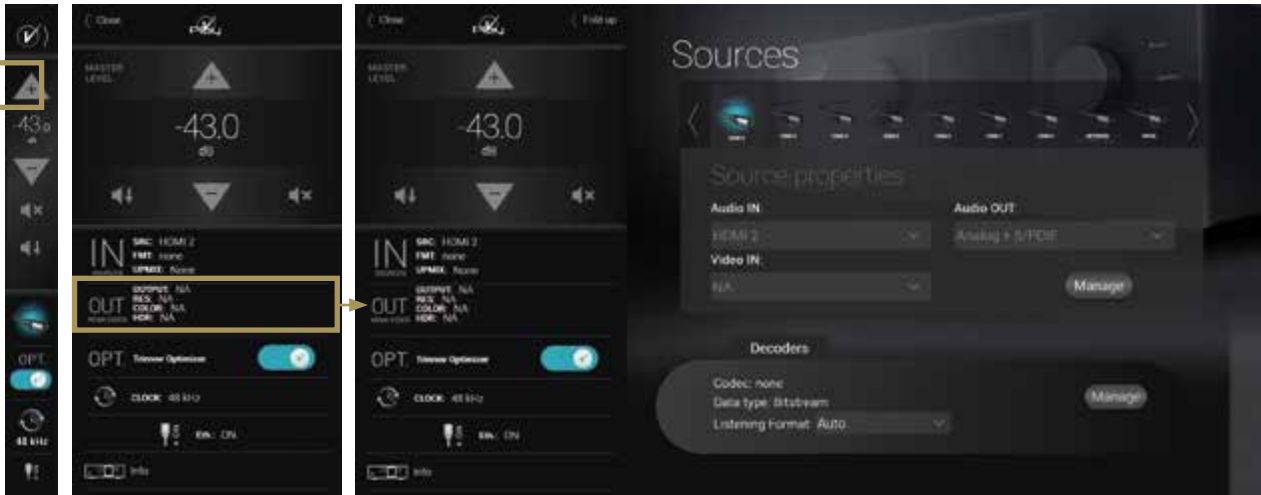 -43.0
dB
OPT.
48 kHz
Close
MASTER
LEVEL
+
-43.0
dB
-
IN
SRC: HDMI 2
FMT: None
UPMIX: None
OUT
OUTPUT: NA
RES: NA
COLOR: NA
HDR: NA
OPT. Trinnov Optimizer
CLOCK: 48 kHz
Eth.: ON
Info
Close
Fold up
MASTER
LEVEL
+
-43.0
dB
-
IN
SRC: HDMI 2
FMT: None
UPMIX: None
OUT
OUTPUT: NA
RES: NA
COLOR: NA
HDR: NA
OPT. Trinnov Optimizer
CLOCK: 48 kHz
Eth.: ON
Info
Sources
Source properties
Audio IN:
Audio OUT:
HDMI 2
Analog + S/PDIF
Video IN:
NA
Manage
Decoders
Codec: none
Data type: Bitstream
Manage
Listening Format: Auto